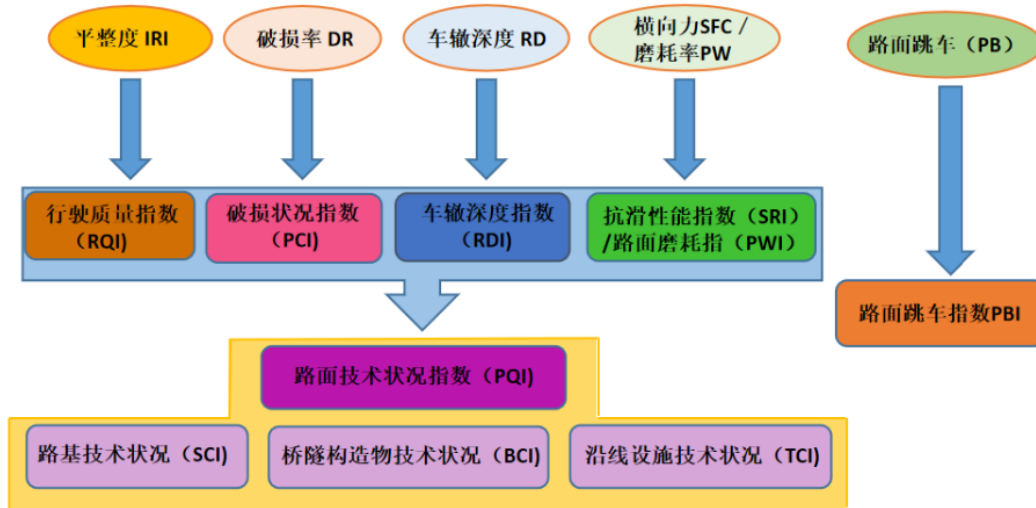 平整度 IRI
破损率 DR
车辙深度 RD
横向力SFC /
磨耗率PW
路面跳车（PB）
行驶质量指数
（RQI）
破损状况指数
（PCI）
车辙深度指数
（RDI）
抗滑性能指数（SRI）
/路面磨耗指（PWI）
路面跳车指数PBI
路面技术状况指数（PQI)
路基技术状况（SCI)
桥隧构造物技术状况（BCI)
沿线设施技术状况（TCI)